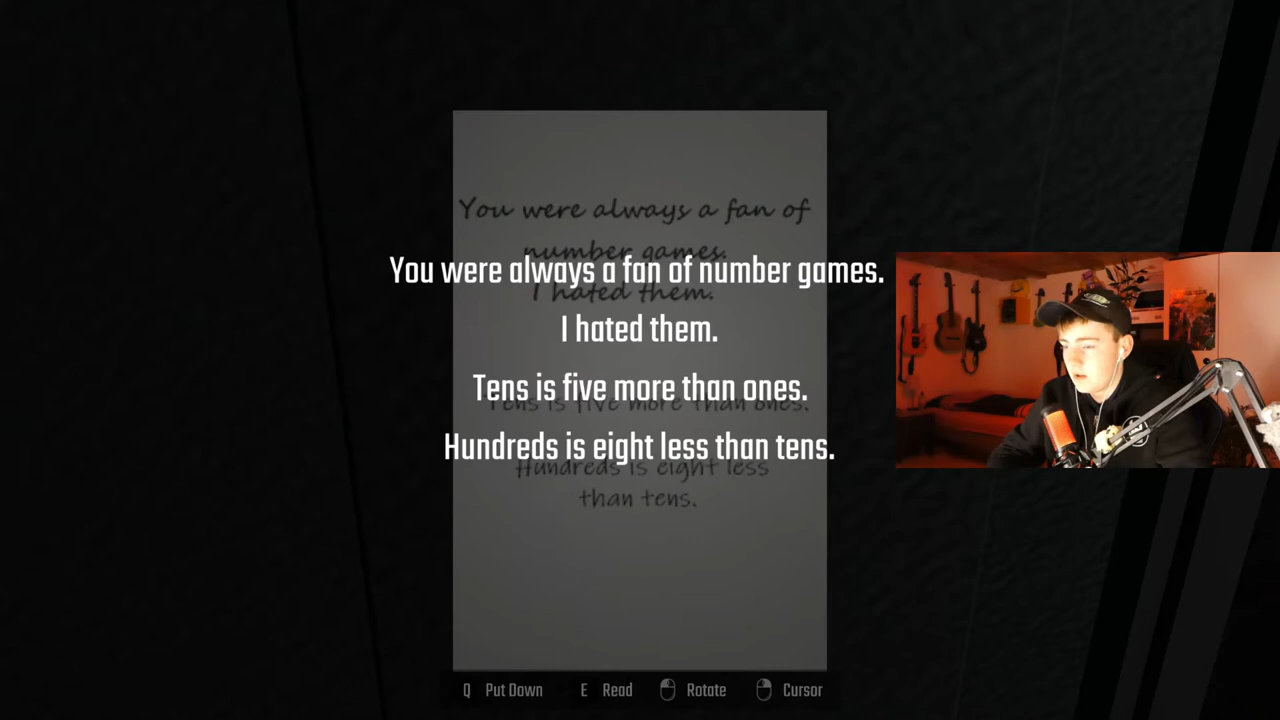 You were always a fan of
number games.
I hated them.
Tens is five more than ones.
Hundreds is eight less
than tens.
You were always a fan of number games.
I hated them.
Tens is five more than ones.
Hundreds is eight less than tens.
Q Put Down E Read Rotate Cursor